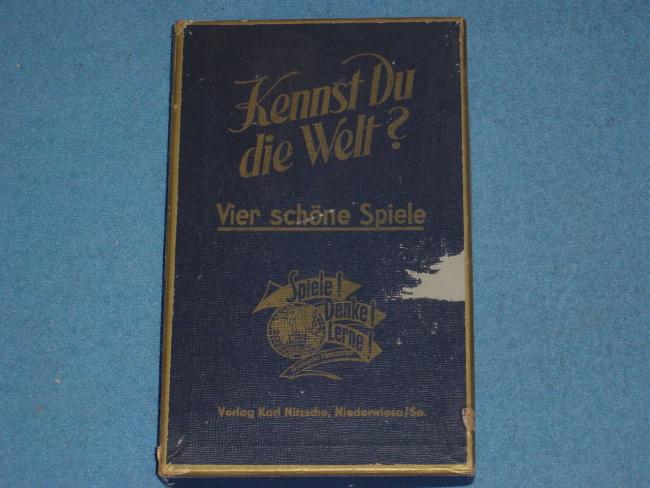 Kennst Du
die Welt?
Vier schöne Spiele
Spiele!
Denke!
Lerne!
Verlag Karl Nitzsche, Niederwiesa/Sa.